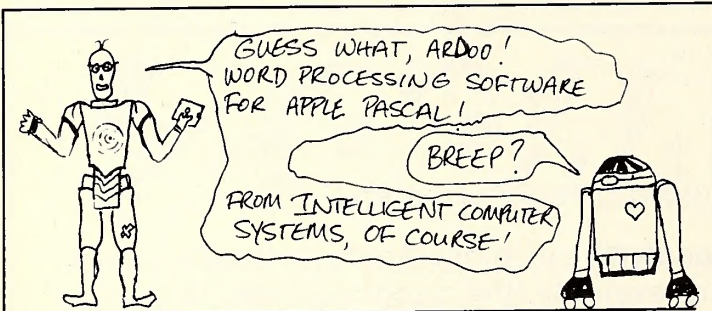 GUESS WHAT, ARDOO!
WORD PROCESSING SOFTWARE
FOR APPLE PASCAL!
BREEP?
FROM INTELLIGENT COMPUTER
SYSTEMS, OF COURSE!